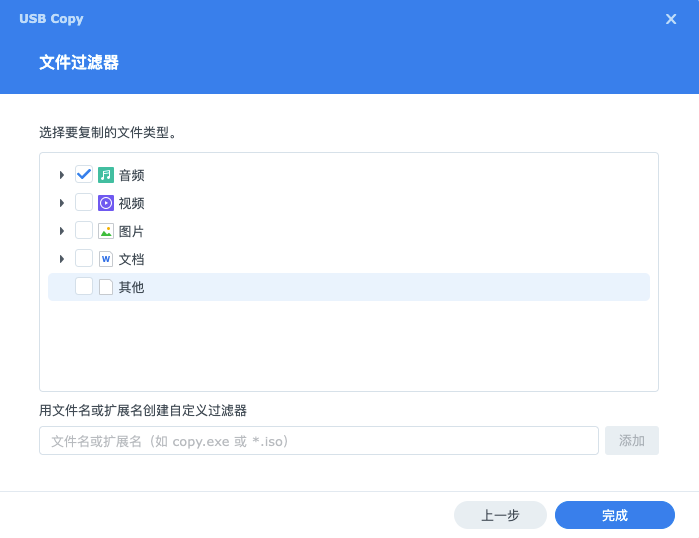 USB Copy
文件过滤器
选择要复制的文件类型。
音频
视频
图片
W 文档
其他
用文件名或扩展名创建自定义过滤器
文件名或扩展名（如 copy.exe 或 *.iso） 添加
上一步 完成